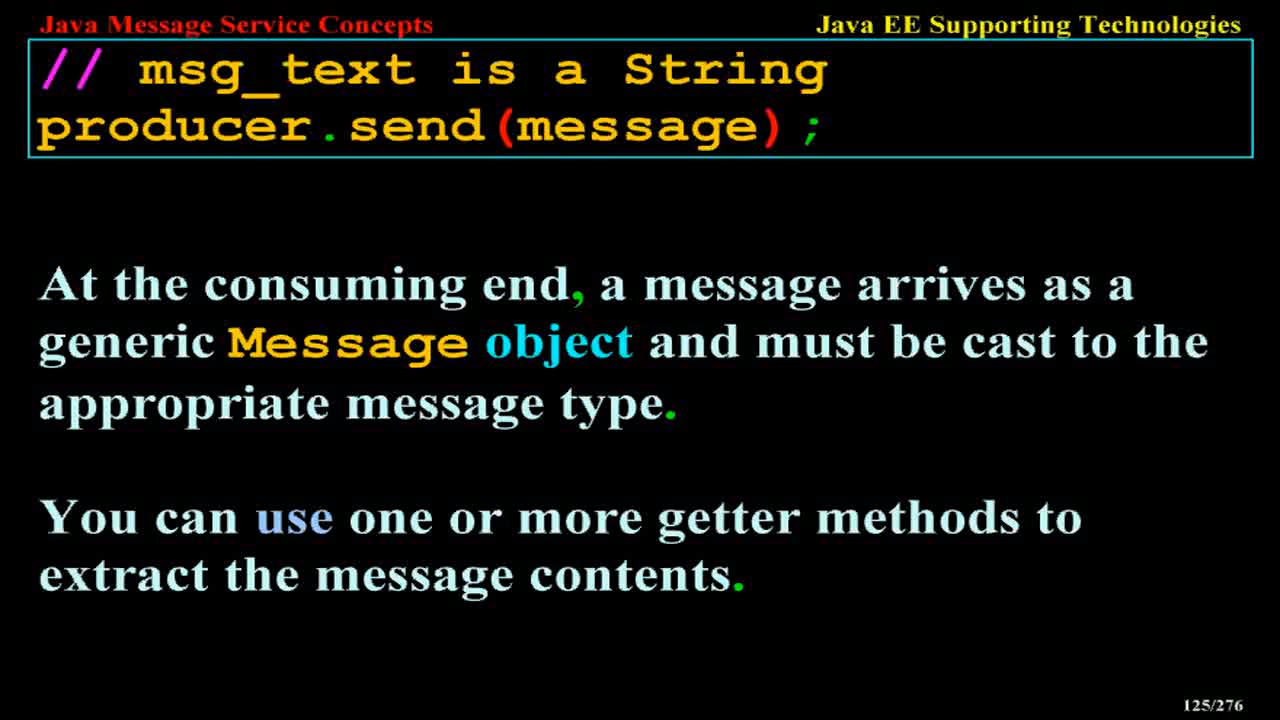 Java Message Service Concepts
Java EE Supporting Technologies
// msg_text is a String
producer.send(message);
At the consuming end, a message arrives as a
generic Message object and must be cast to the
appropriate message type.
You can use one or more getter methods to
extract the message contents.
125/276